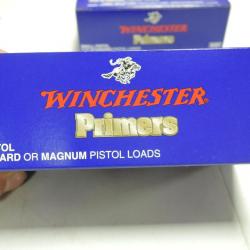 WINCHESTER
Primers
TOL
ARD OR MAGNUM PISTOL LOADS